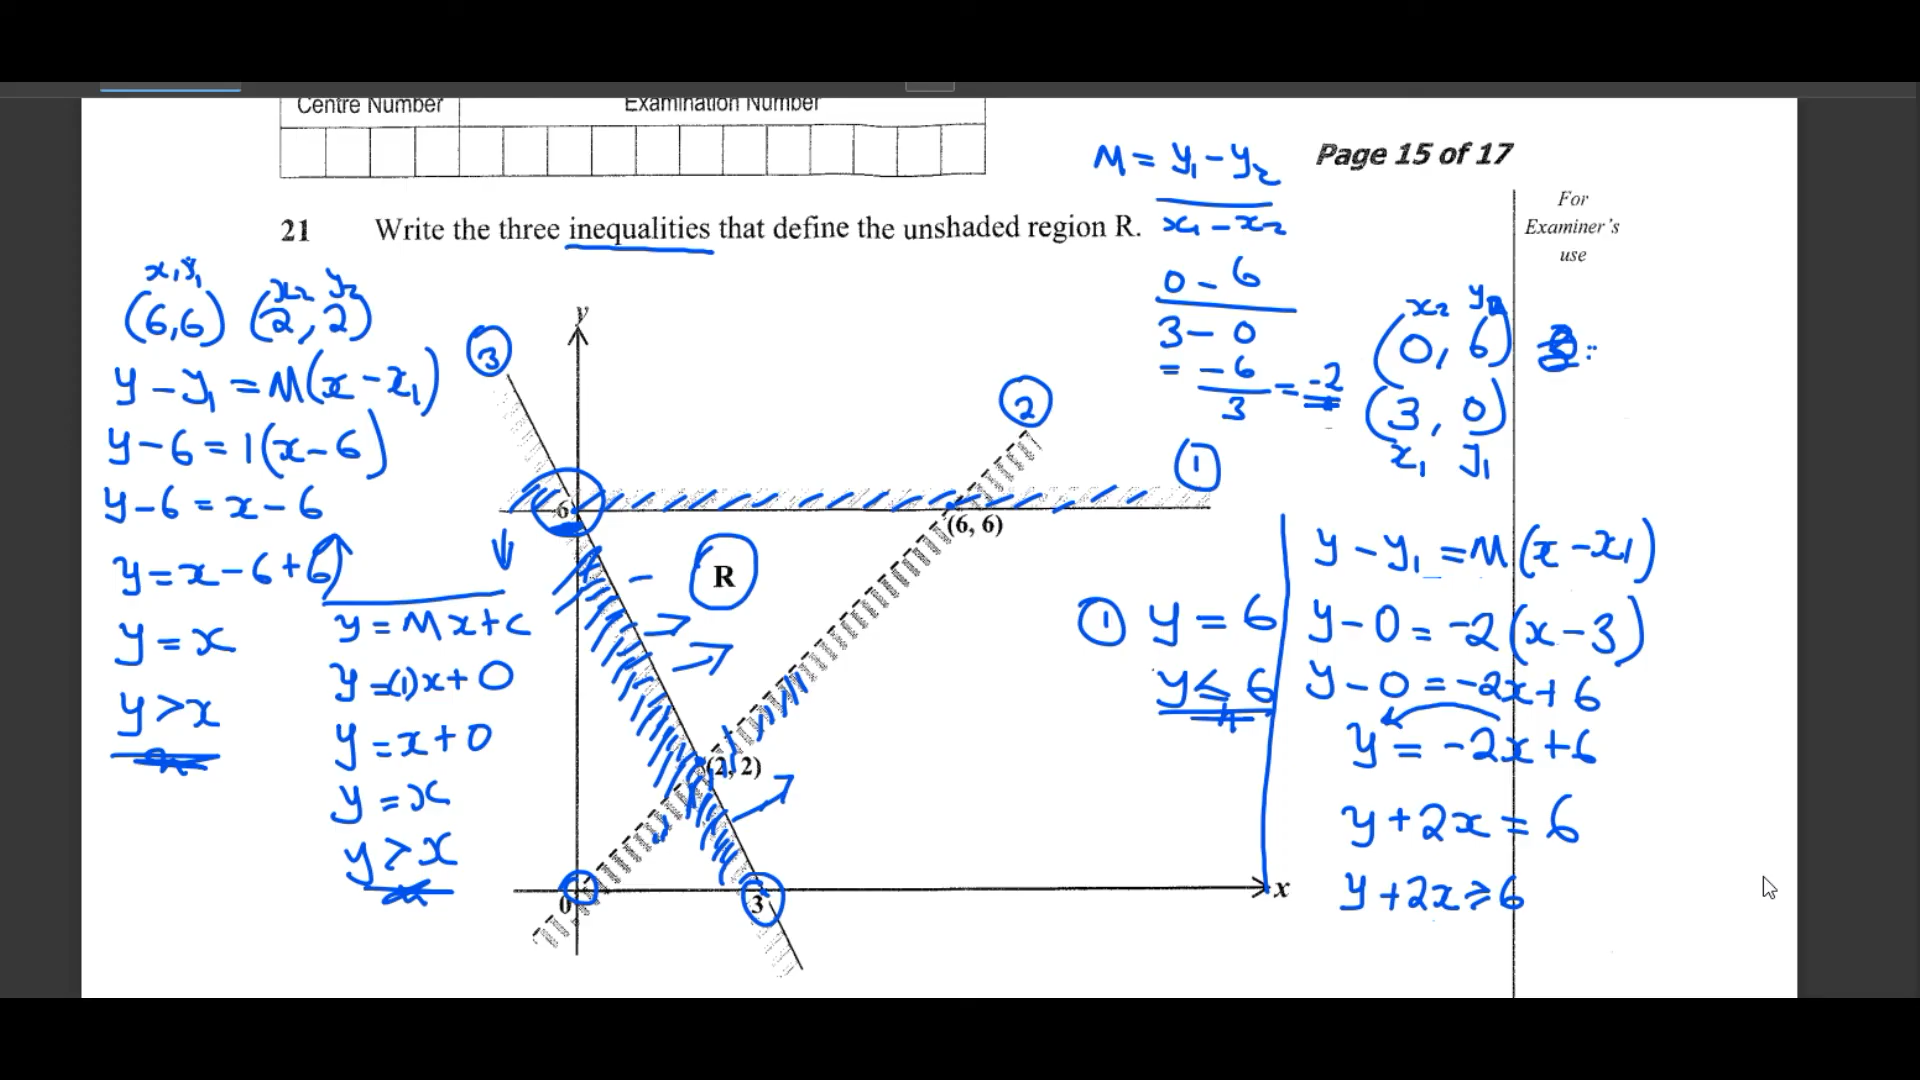 Centre Number Examination Number
Page 15 of 17
For
Examiner's
use
21 Write the three inequalities that define the unshaded region R.
M = y₁ - y₂
x₁ - x₂
0 - 6
3 - 0
= -6
3
= -2
x₂ y₂
(0, 6)
(3, 0)
x₁ y₁
x₁ y₁ x₂ y₂
(6,6) (2, 2)
y - y₁ = M(x - x₁)
y - 6 = 1(x - 6)
y - 6 = x - 6
y = x - 6 + 6
y = x
y > x
y = Mx + c
y = (1)x + 0
y = x + 0
y = x
y > x
y
3
2
1
6
(6, 6)
R
(2, 2)
0
3
x
1 y = 6
y ≤ 6
y - y₁ = M(x - x₁)
y - 0 = -2(x - 3)
y - 0 = -2x + 6
y = -2x + 6
y + 2x = 6
y + 2x ≥ 6